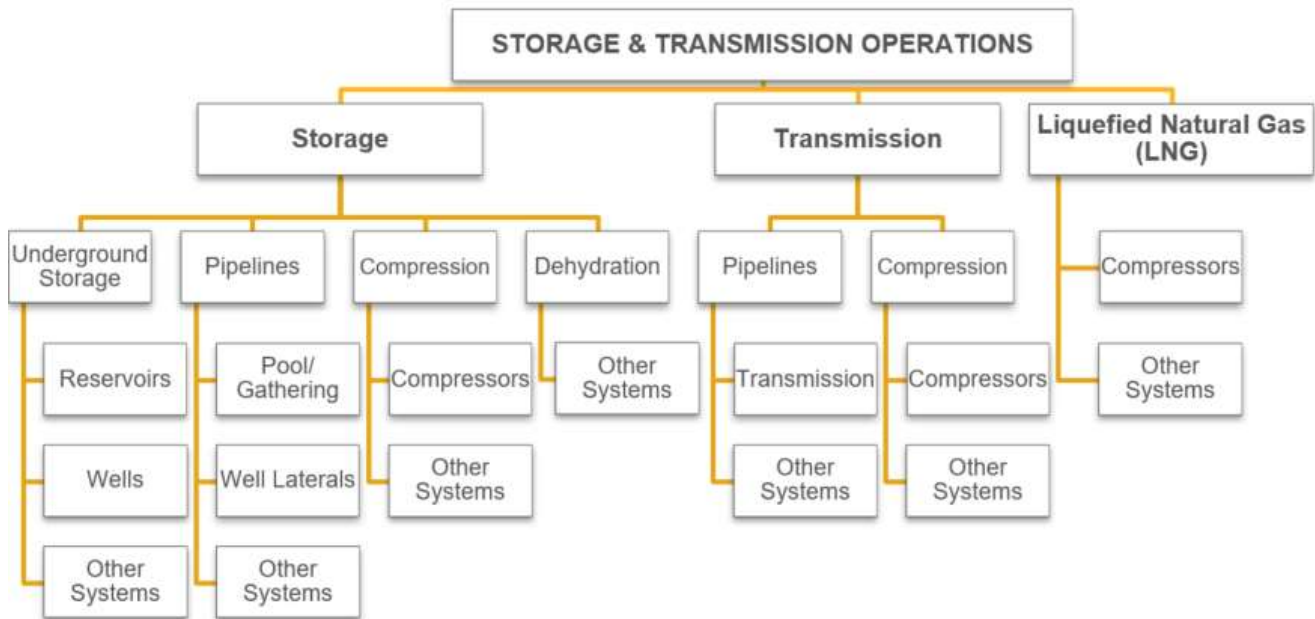 STORAGE & TRANSMISSION OPERATIONS
Storage
Transmission
Liquefied Natural Gas
(LNG)
Underground
Storage
Pipelines
Compression
Dehydration
Pipelines
Compression
Compressors
Reservoirs
Pool/
Gathering
Compressors
Other
Systems
Transmission
Compressors
Other
Systems
Wells
Well Laterals
Other
Systems
Other
Systems
Other
Systems
Other
Systems
Other
Systems